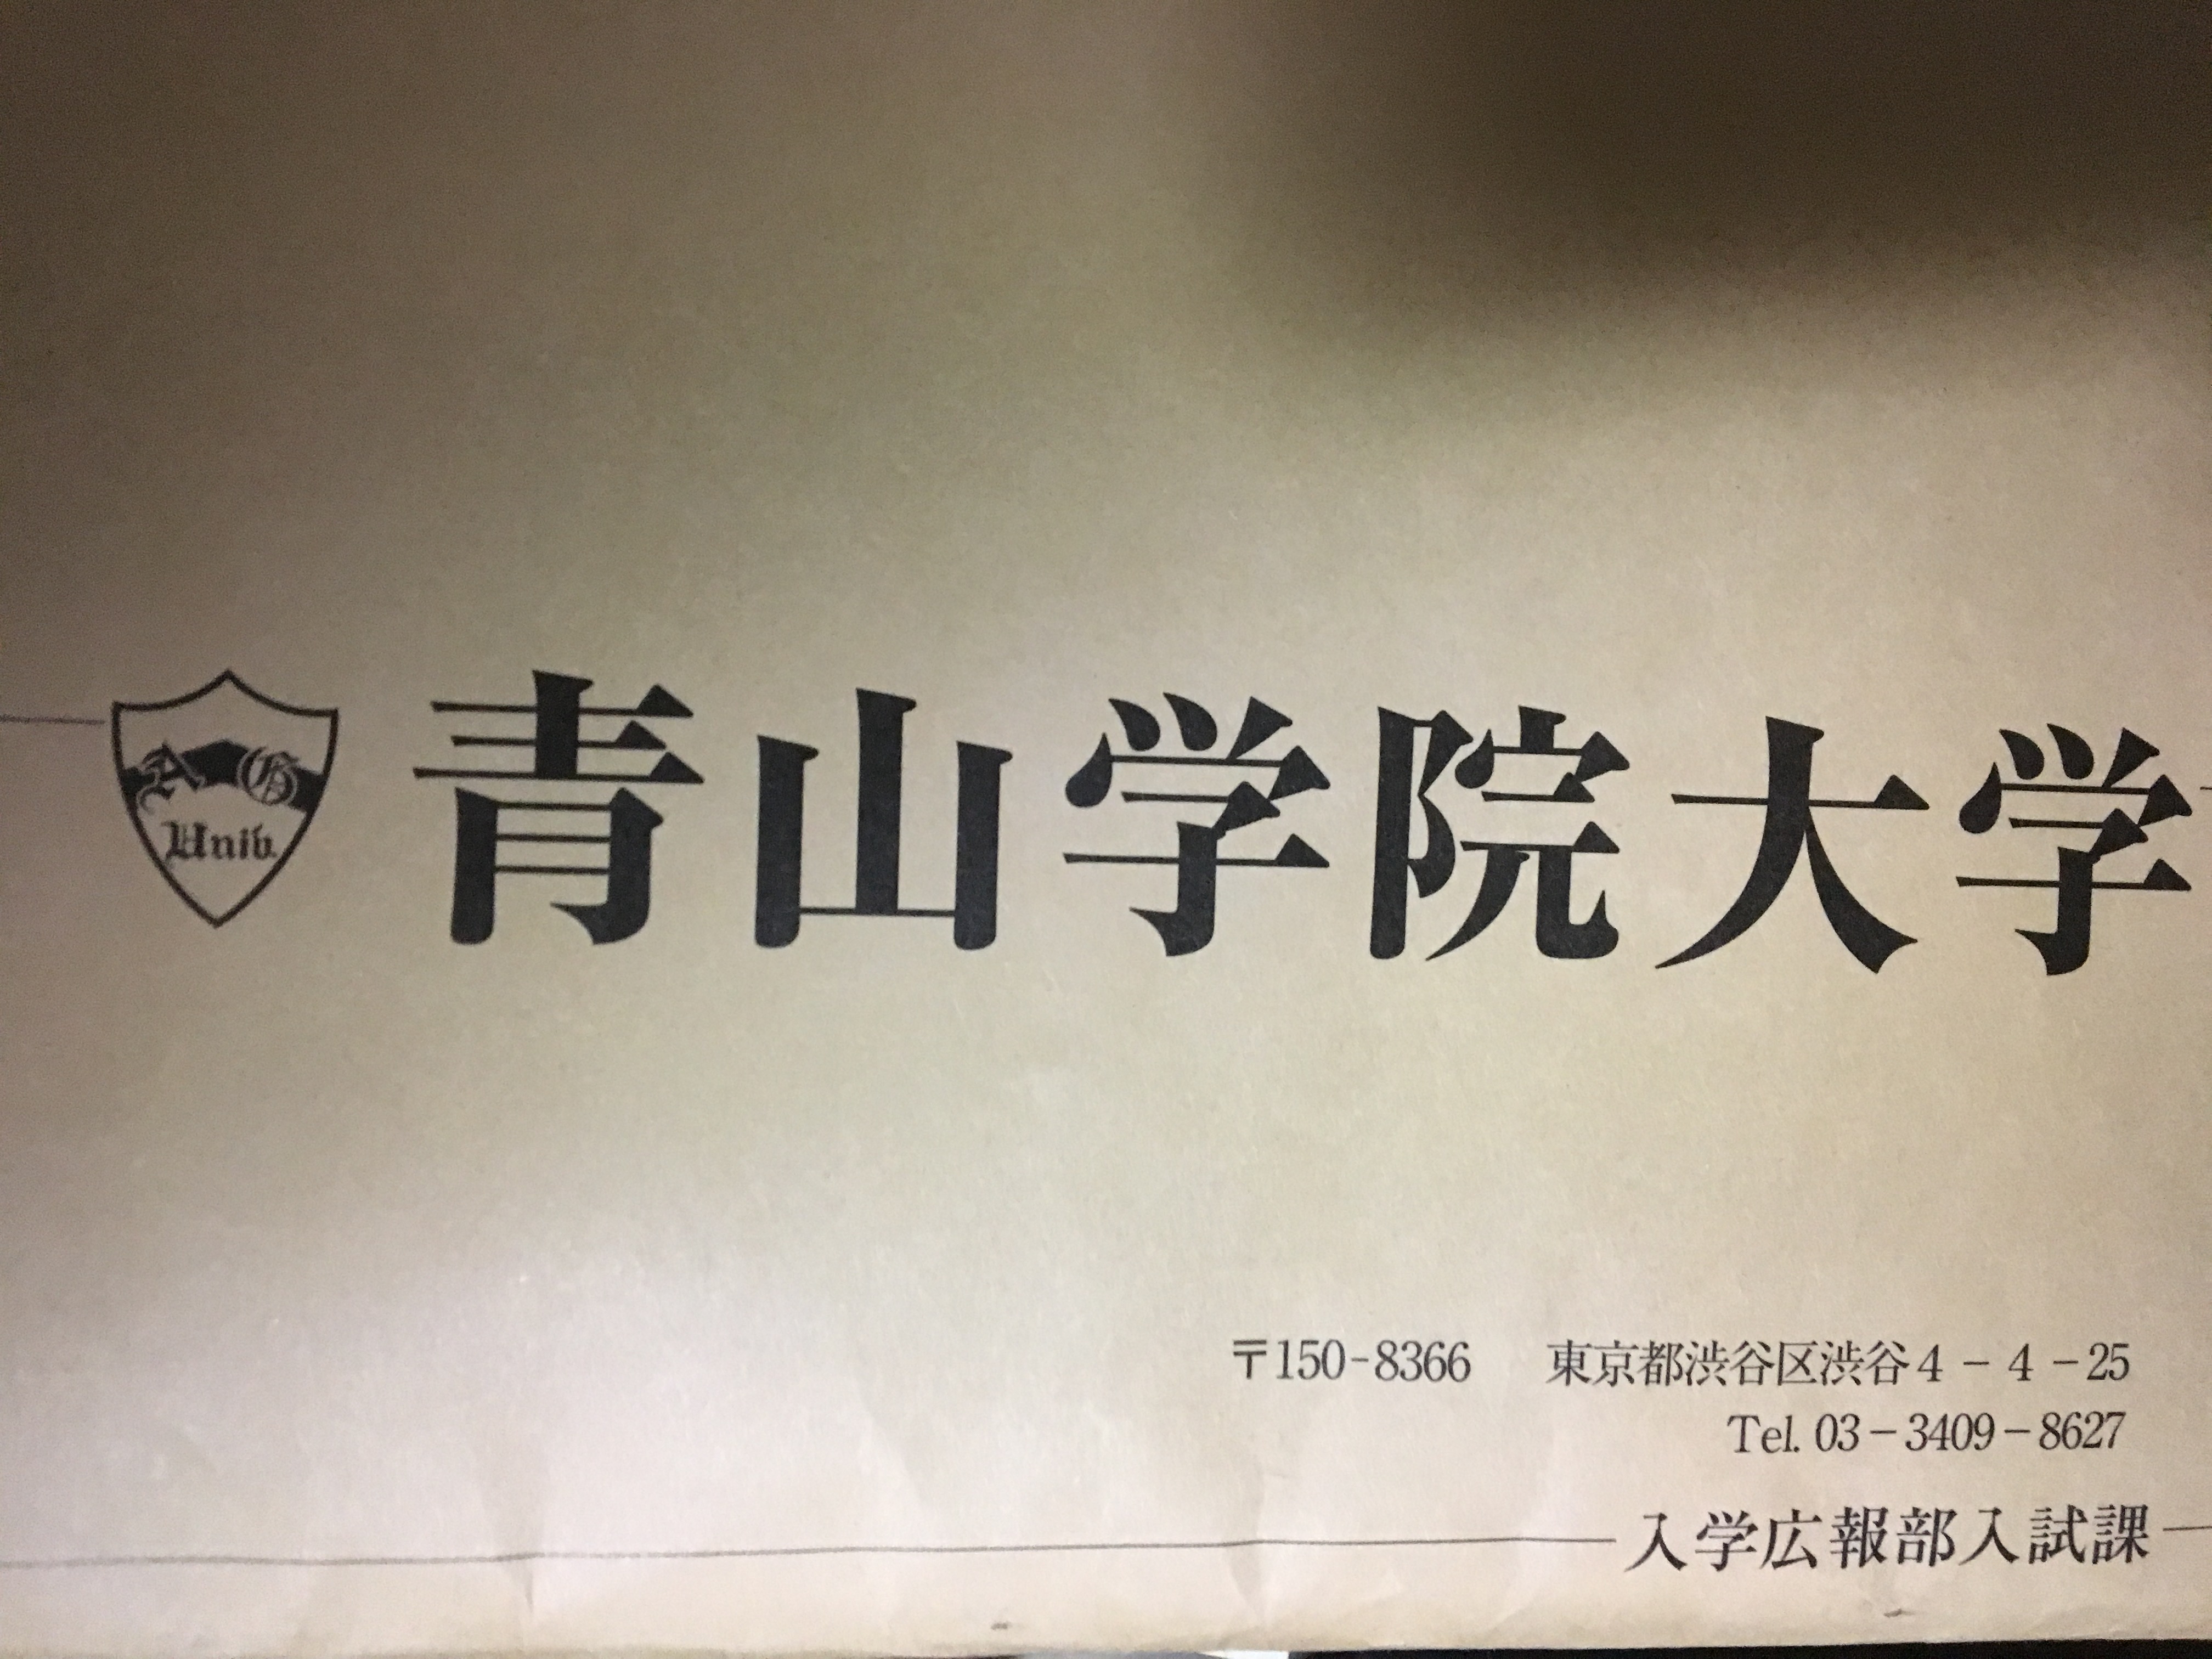 A G
Univ.
青山学院大学
〒150-8366 東京都渋谷区渋谷4-4-25
Tel. 03-3409-8627
入学広報部入試課